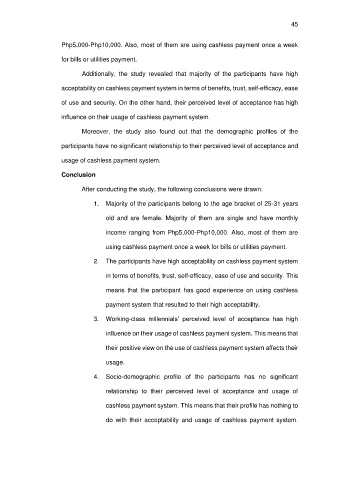 45
Php5,000-Php10,000. Also, most of them are using cashless payment once a week
for bills or utilities payment.
Additionally, the study revealed that majority of the participants have high
acceptability on cashless payment system in terms of benefits, trust, self-efficacy, ease
of use and security. On the other hand, their perceived level of acceptance has high
influence on their usage of cashless payment system.
Moreover, the study also found out that the demographic profiles of the
participants have no significant relationship to their perceived level of acceptance and
usage of cashless payment system.
Conclusion
After conducting the study, the following conclusions were drawn:
1. Majority of the participants belong to the age bracket of 25-31 years
old and are female. Majority of them are single and have monthly
income ranging from Php5,000-Php10,000. Also, most of them are
using cashless payment once a week for bills or utilities payment.
2. The participants have high acceptability on cashless payment system
in terms of benefits, trust, self-efficacy, ease of use and security. This
means that the participant has good experience on using cashless
payment system that resulted to their high acceptability.
3. Working-class millennials' perceived level of acceptance has high
influence on their usage of cashless payment system. This means that
their positive view on the use of cashless payment system affects their
usage.
4. Socio-demographic profile of the participants has no significant
relationship to their perceived level of acceptance and usage of
cashless payment system. This means that their profile has nothing to
do with their acceptability and usage of cashless payment system.